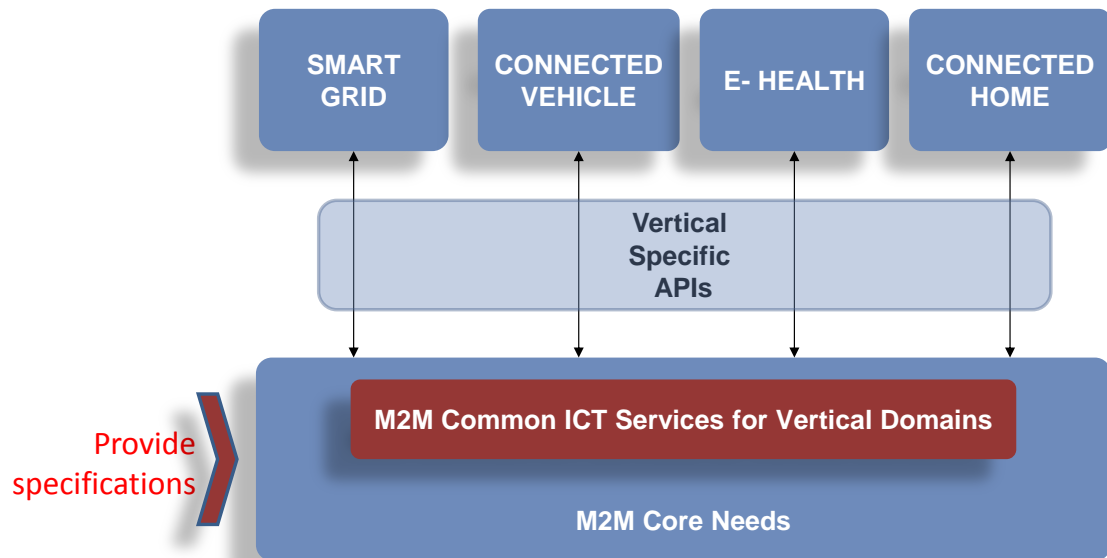 SMART
GRID
CONNECTED
VEHICLE
E- HEALTH
CONNECTED
HOME
Vertical
Specific
APIs
M2M Common ICT Services for Vertical Domains
Provide
specifications
M2M Core Needs